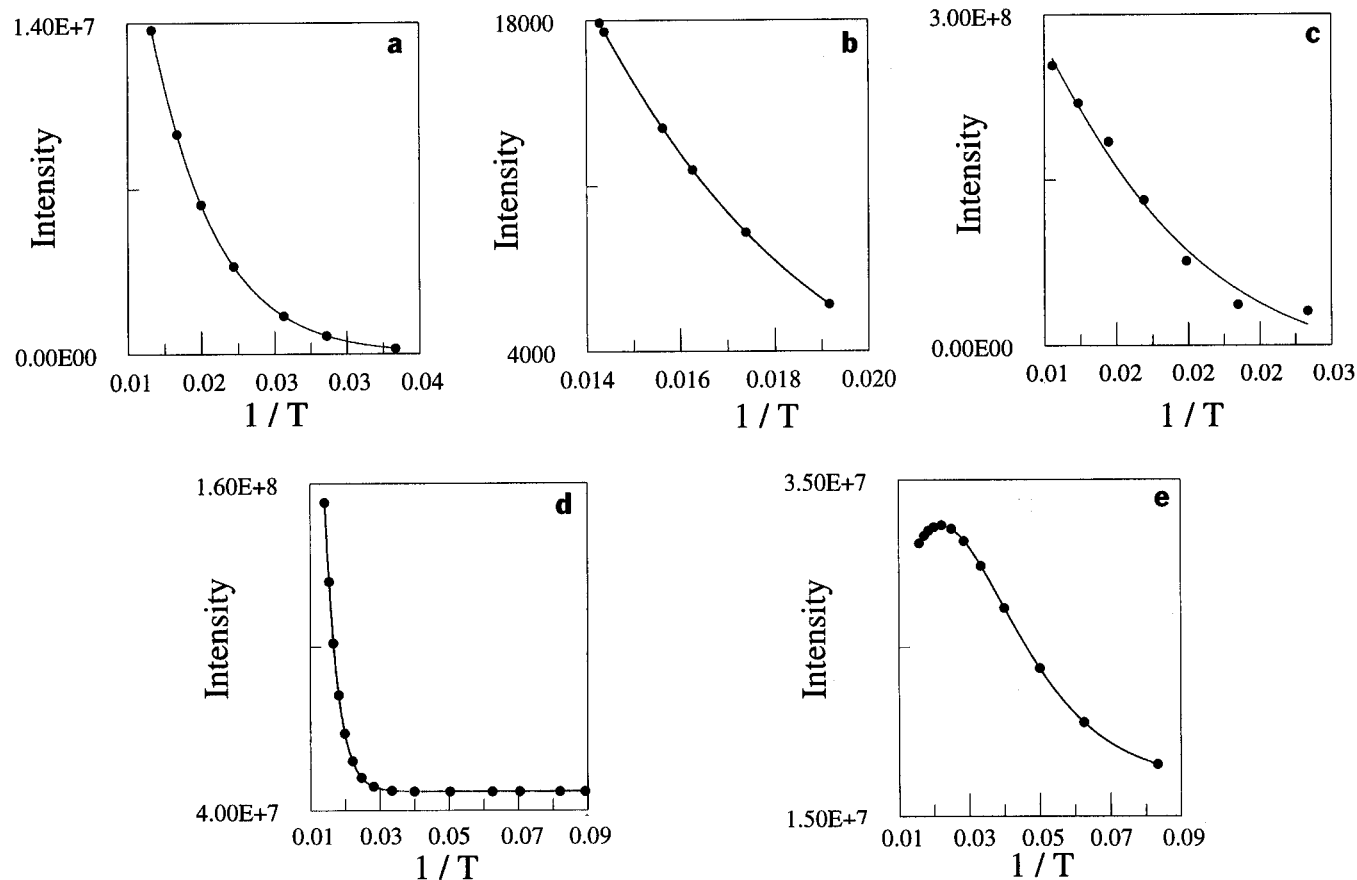 1.40E+7
a
Intensity
0.00E00
0.01 0.02 0.03 0.03 0.04
1 / T
18000
b
Intensity
4000
0.014 0.016 0.018 0.020
1 / T
3.00E+8
c
Intensity
0.00E00
0.01 0.02 0.02 0.02 0.03
1 / T
1.60E+8
d
Intensity
4.00E+7
0.01 0.03 0.05 0.07 0.09
1 / T
3.50E+7
e
Intensity
1.50E+7
0.01 0.03 0.05 0.07 0.09
1 / T